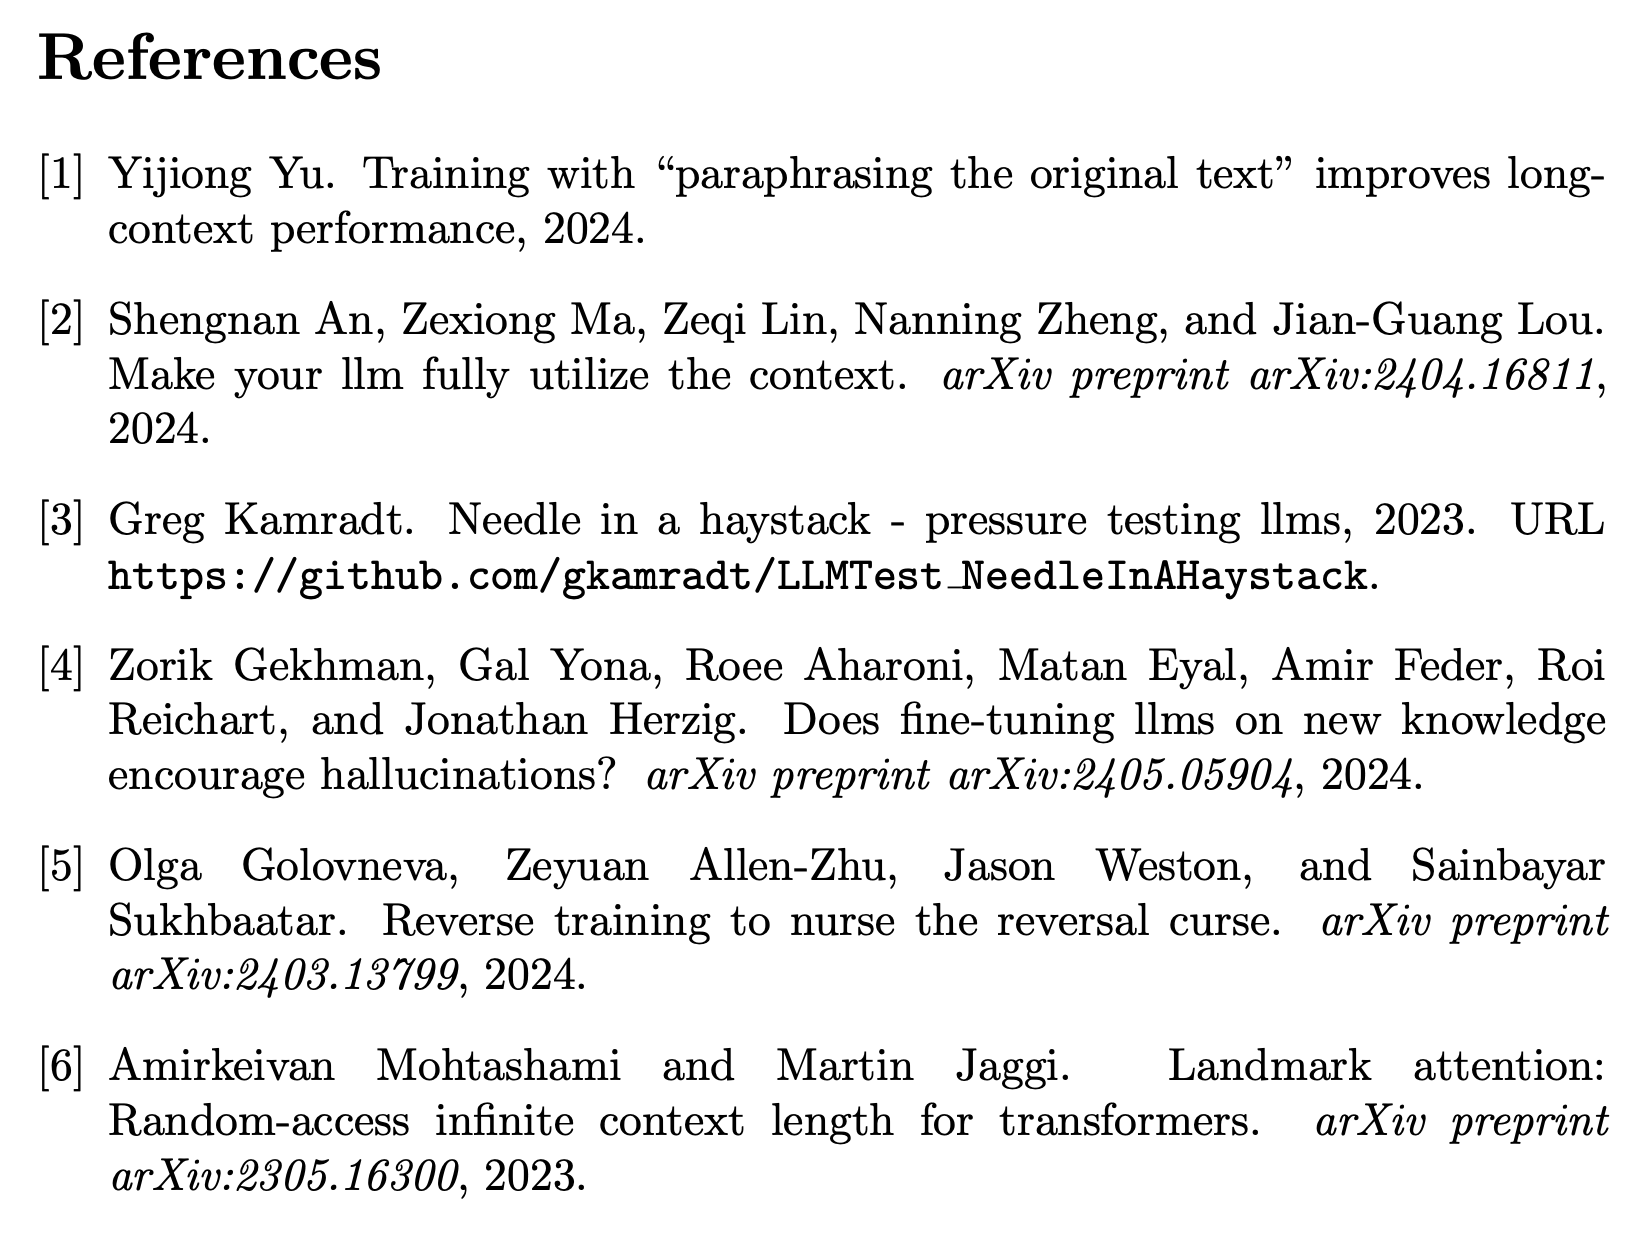 References
[1] Yijiong Yu. Training with “paraphrasing the original text” improves long-
context performance, 2024.
[2] Shengnan An, Zexiong Ma, Zeqi Lin, Nanning Zheng, and Jian-Guang Lou.
Make your llm fully utilize the context. arXiv preprint arXiv:2404.16811,
2024.
[3] Greg Kamradt. Needle in a haystack - pressure testing llms, 2023. URL
https://github.com/gkamradt/LLMTest_NeedleInAHaystack.
[4] Zorik Gekhman, Gal Yona, Roee Aharoni, Matan Eyal, Amir Feder, Roi
Reichart, and Jonathan Herzig. Does fine-tuning llms on new knowledge
encourage hallucinations? arXiv preprint arXiv:2405.05904, 2024.
[5] Olga Golovneva, Zeyuan Allen-Zhu, Jason Weston, and Sainbayar
Sukhbaatar. Reverse training to nurse the reversal curse. arXiv preprint
arXiv:2403.13799, 2024.
[6] Amirkeivan Mohtashami and Martin Jaggi. Landmark attention:
Random-access infinite context length for transformers. arXiv preprint
arXiv:2305.16300, 2023.